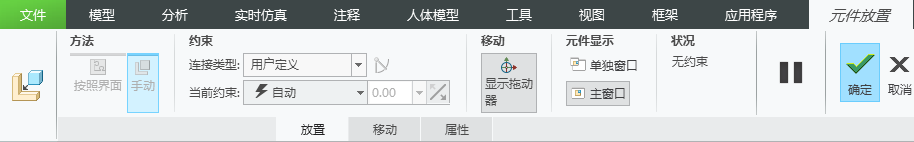 文件 模型 分析 实时仿真 注释 人体模型 工具 视图 框架 应用程序 元件放置
方法
按照界面
手动
约束
连接类型: 用户定义
当前约束: 自动 0.00
移动
显示拖动
器
元件显示
单独窗口
主窗口
状况
无约束
确定
取消
放置 移动 属性